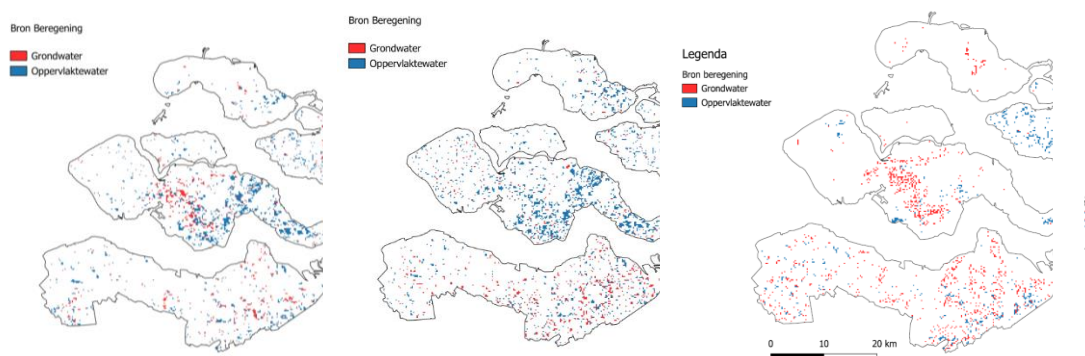 Bron Beregening
Grondwater
Oppervlaktewater
Bron Beregening
Grondwater
Oppervlaktewater
Legenda
Bron beregening
Grondwater
Oppervlaktewater
0 10 20 km